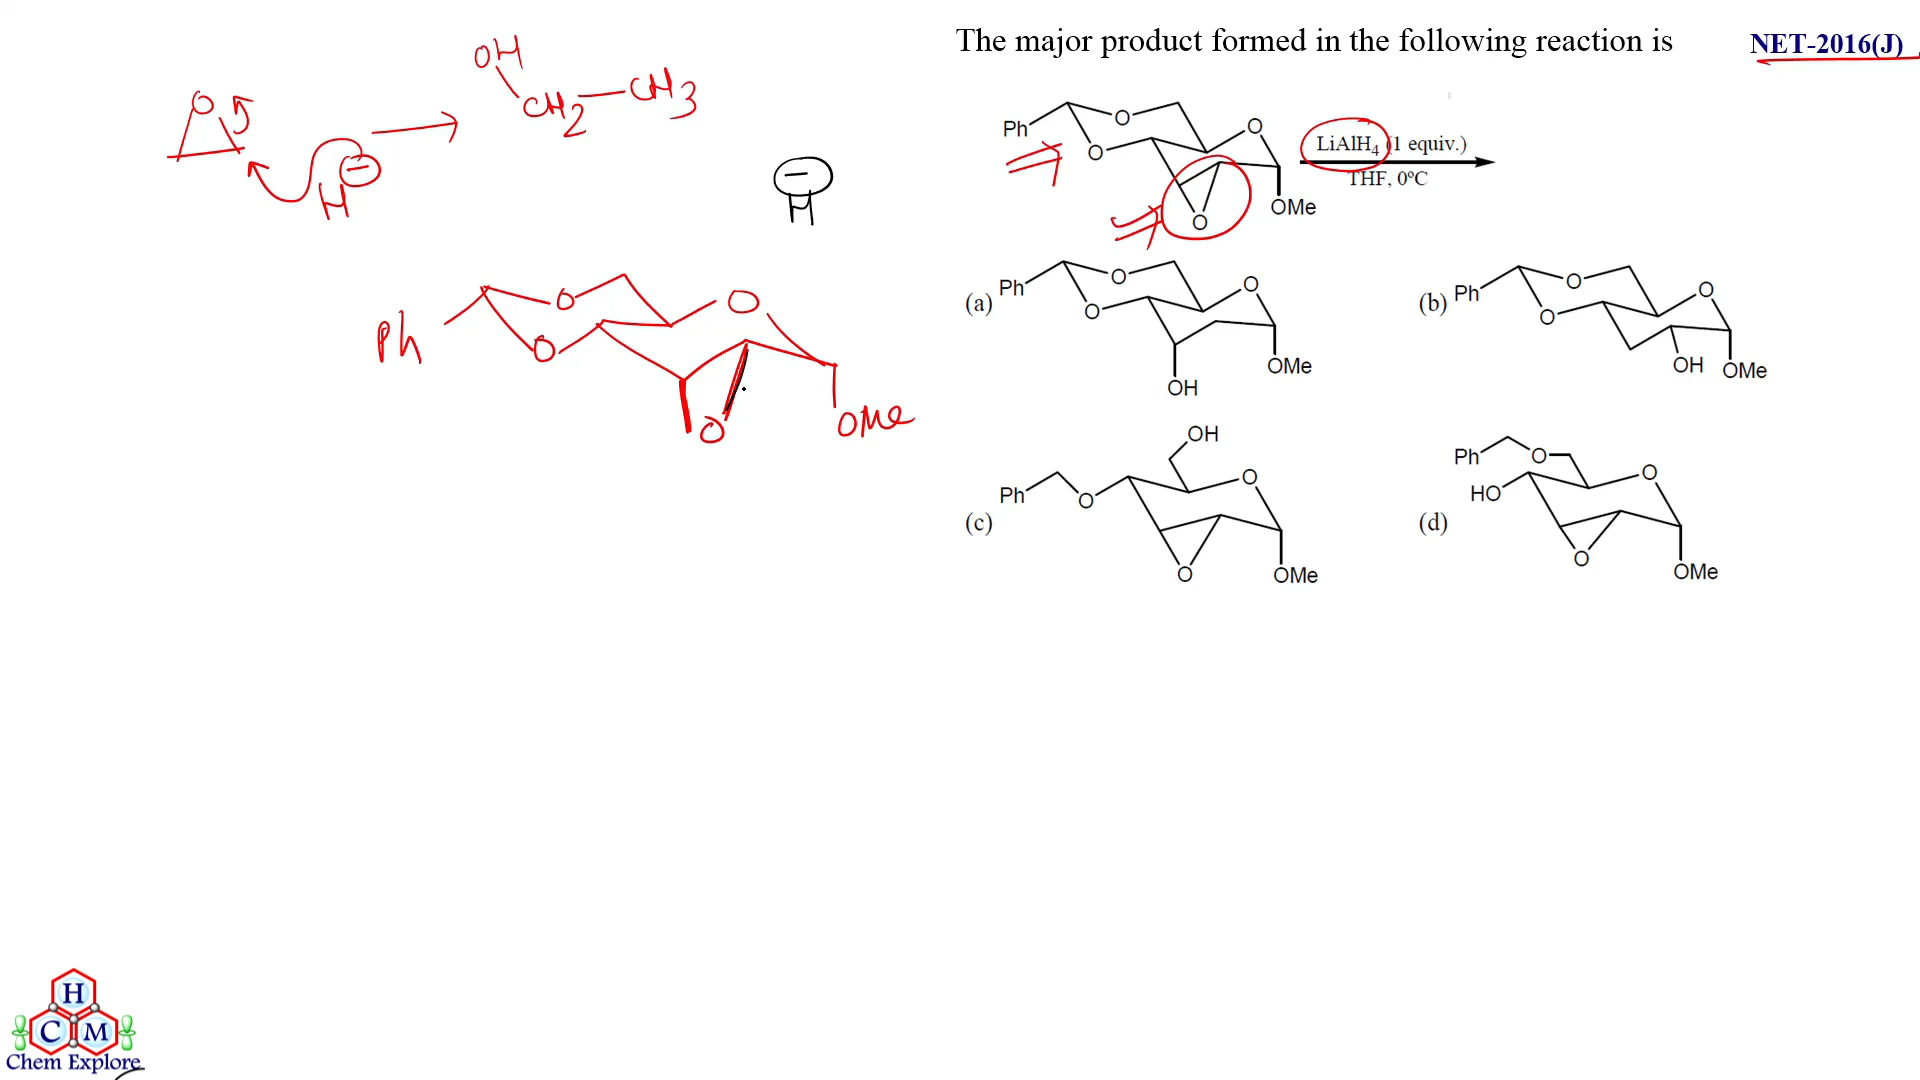 The major product formed in the following reaction is
NET-2016(J)
OH
CH2—CH3
O
H
H
Ph
O
O
O
O
OMe
LiAlH4 (1 equiv.)
THF, 0ºC
Ph
O
O
O
O
OMe
(a)
Ph
O
O
O
OH
OMe
(b)
Ph
O
O
O
OH
OMe
(c)
Ph
O
OH
O
O
OMe
(d)
Ph
O
HO
O
O
OMe
H
C M
Chem Explore